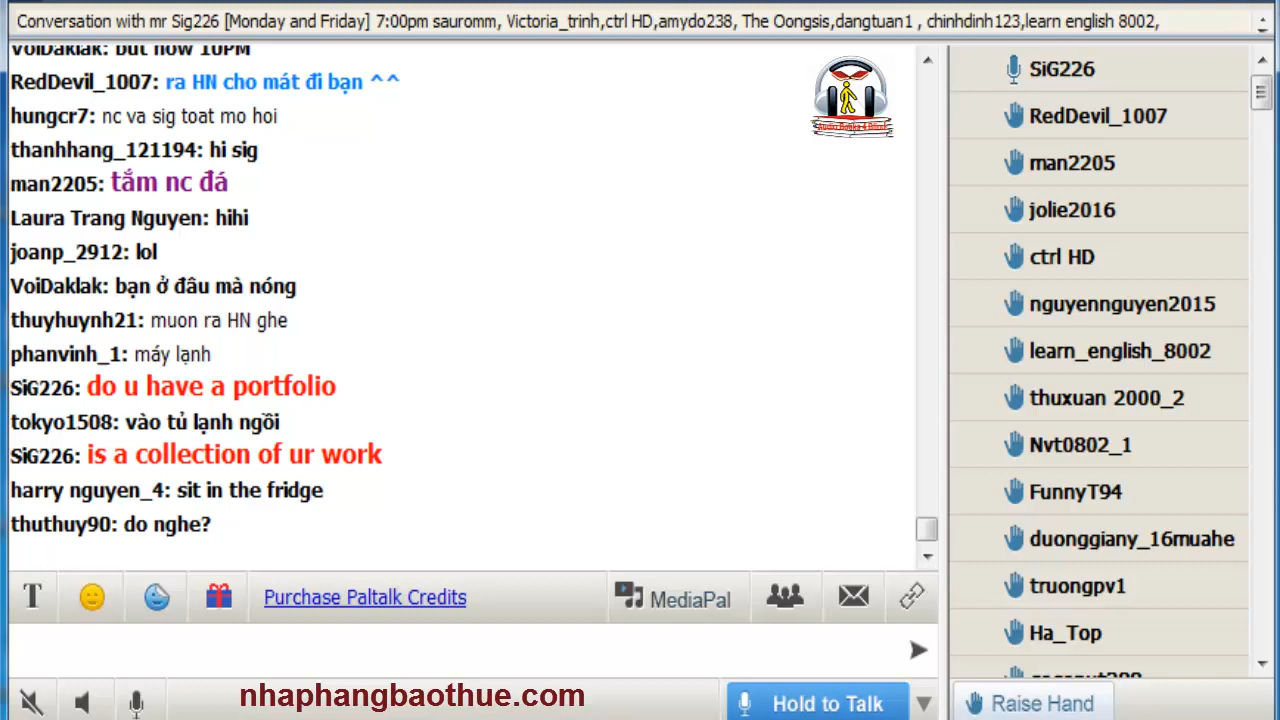 Conversation with mr Sig226 [Monday and Friday] 7:00pm sauromm, Victoria_trinh,ctrl HD,amydo238, The Oongsis,dangtuan1 , chinhdinh123,learn english 8002,
VoiDaklak: but now 10PM
RedDevil_1007: ra HN cho mát đi bạn ^^
hungcr7: nc va sig toat mo hoi
thanhhang_121194: hi sig
man2205: tắm nc đá
Laura Trang Nguyen: hihi
joanp_2912: lol
VoiDaklak: bạn ở đâu mà nóng
thuyhuynh21: muon ra HN ghe
phanvinh_1: máy lạnh
SiG226: do u have a portfolio
tokyo1508: vào tủ lạnh ngồi
SiG226: is a collection of ur work
harry nguyen_4: sit in the fridge
thuthuy90: do nghe?
SiG226
RedDevil_1007
man2205
jolie2016
ctrl HD
nguyennguyen2015
learn_english_8002
thuxuan 2000_2
Nvt0802_1
FunnyT94
duonggiany_16muahe
truongpv1
Ha_Top
T
Purchase Paltalk Credits
MediaPal
nhaphangbaothue.com
Hold to Talk
Raise Hand